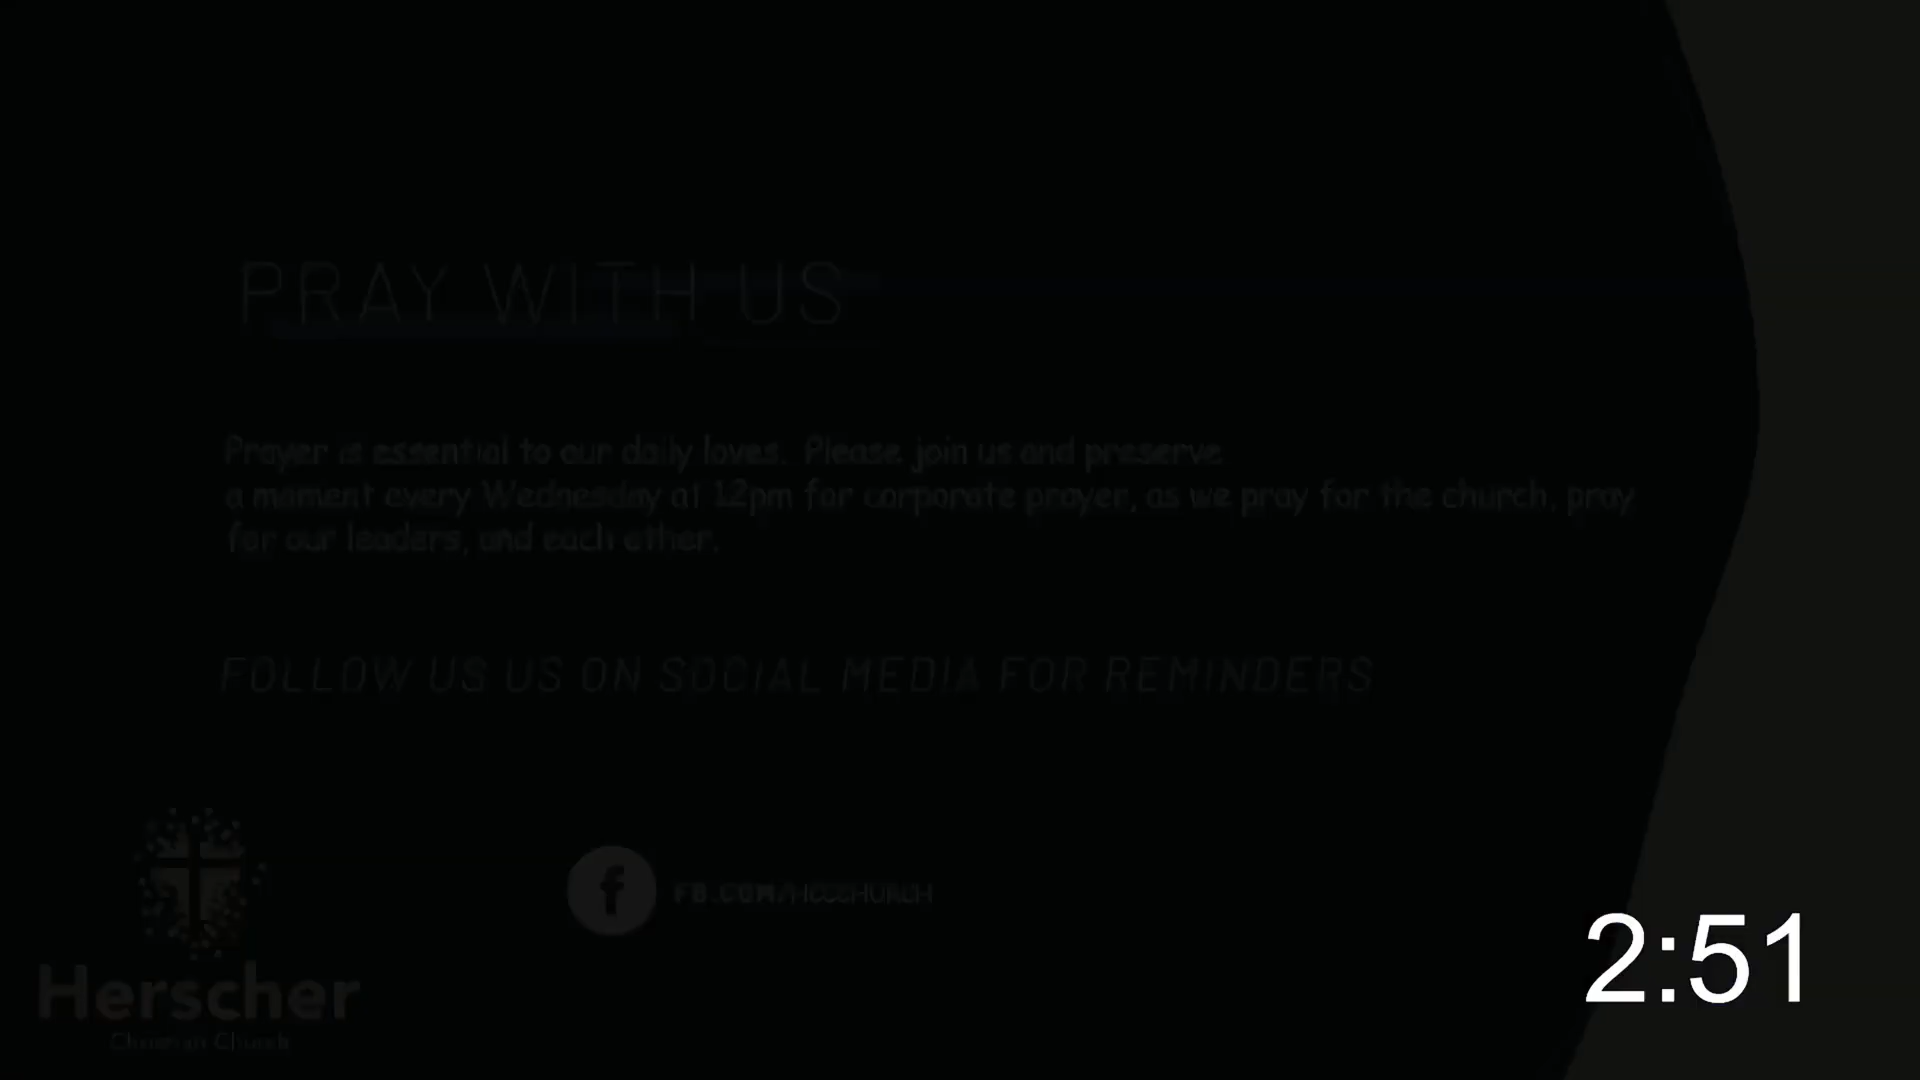 PRAY WITH US
Prayer is essential to our daily loves. Please join us and preserve
a moment every Wednesday at 12pm for corporate prayer, as we pray for the church, pray
for our leaders, and each other.
FOLLOW US US ON SOCIAL MEDIA FOR REMINDERS
FB.COM/HCCCHURCH
Herscher
Christian Church
2:51